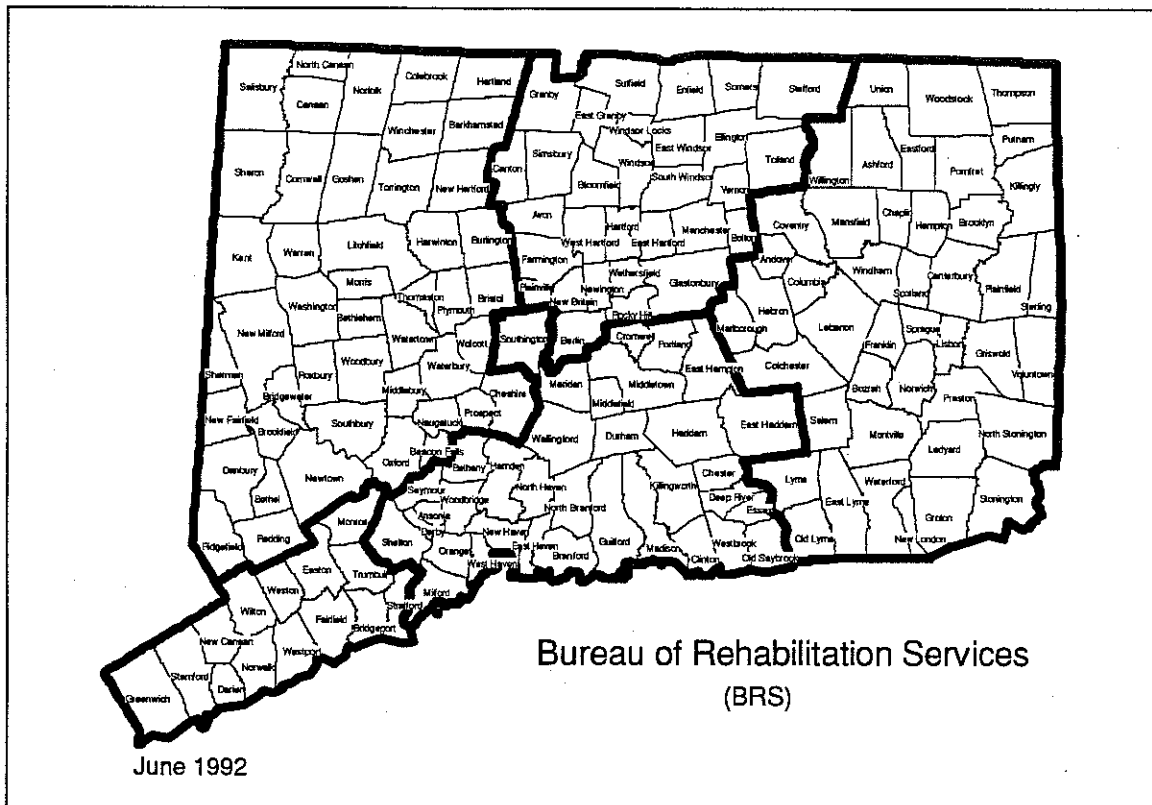 North Canaan
Colebrook
Hartland
Salisbury
Norfolk
Canaan
Suffield
Enfield
Somers
Stafford
Union
Granby
Woodstock
Thompson
East Granby
Winchester
Barkhamsted
Windsor Locks
Putnam
Ellington
Eastford
East Windsor
Simsbury
Windsor
Tolland
Ashford
Sharon
Canton
Pomfret
Cornwall
Goshen
South Windsor
Willington
Killingly
Torrington
New Hartford
Bloomfield
Vernon
Avon
Chaplin
Hartford
Coventry
Mansfield
Hampton
Brooklyn
Manchester
Litchfield
Harwinton
Burlington
West Hartford
East Hartford
Bolton
Warren
Kent
Farmington
Andover
Wethersfield
Windham
Morris
Columbia
Canterbury
Glastonbury
Plainville
Newington
Plainfield
Scotland
Thomaston
Bristol
Washington
New Britain
Sterling
Plymouth
Hebron
Bethlehem
Rocky Hill
Lebanon
Marlborough
Sprague
New Milford
Southington
Berlin
Cromwell
Watertown
Wolcott
Portland
Franklin
Lisbon
Griswold
Woodbury
Colchester
Waterbury
East Hampton
Roxbury
Sherman
Meriden
Middletown
Bozrah
Norwich
Voluntown
Middlebury
Cheshire
Bridgewater
Middlefield
Preston
Prospect
New Fairfield
Southbury
Naugatuck
East Haddam
Salem
Montville
Brookfield
Wallingford
Durham
Haddam
North Stonington
Ledyard
Beacon Falls
Oxford
Danbury
Bethany
Hamden
Chester
Newtown
Lyme
Waterford
Seymour
North Haven
Killingworth
Bethel
Woodbridge
Deep River
East Lyme
Stonington
North Branford
Ansonia
Essex
Monroe
Derby
New Haven
Groton
Redding
Shelton
Guilford
Westbrook
Old Lyme
New London
Ridgefield
Orange
East Haven
Branford
Madison
Clinton
Old Saybrook
West Haven
Easton
Trumbull
Weston
Milford
Wilton
Stratford
Fairfield
Bridgeport
New Canaan
Westport
Norwalk
Stamford
Darien
Greenwich
Bureau of Rehabilitation Services
(BRS)
June 1992